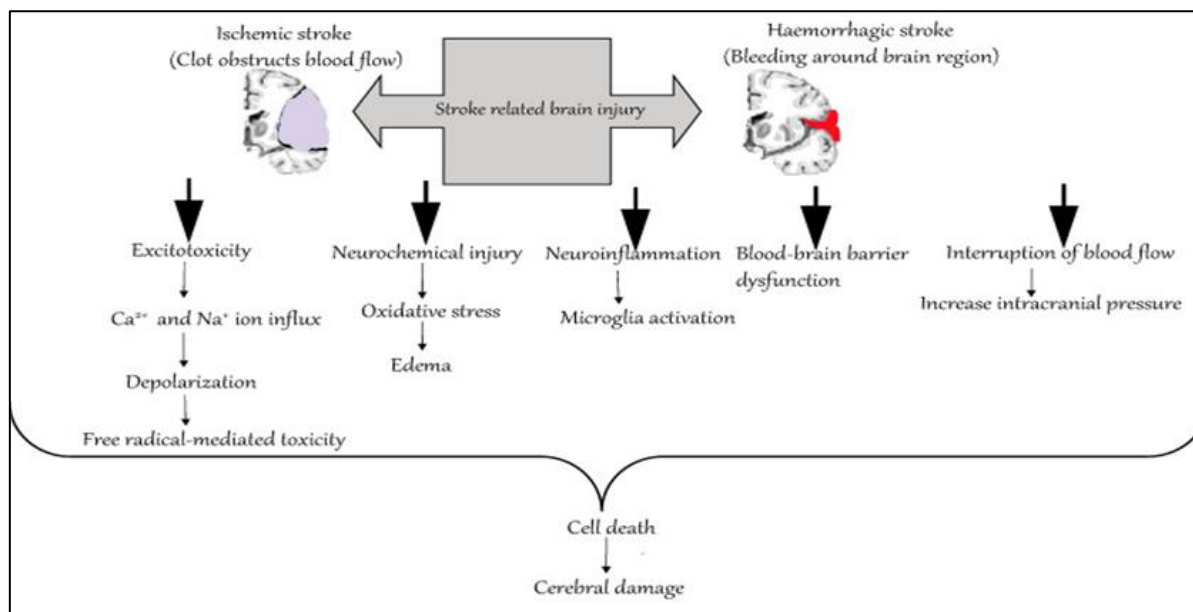 Ischemic stroke
(Clot obstructs blood flow)
Haemorrhagic stroke
(Bleeding around brain region)
Stroke related brain injury
Excitotoxicity
Neurochemical injury
Neuroinflammation
Blood-brain barrier
dysfunction
Interruption of blood flow
Ca²⁺ and Na⁺ ion influx
Oxidative stress
Microglia activation
Increase intracranial pressure
Edema
Depolarization
Free radical-mediated toxicity
Cell death
Cerebral damage